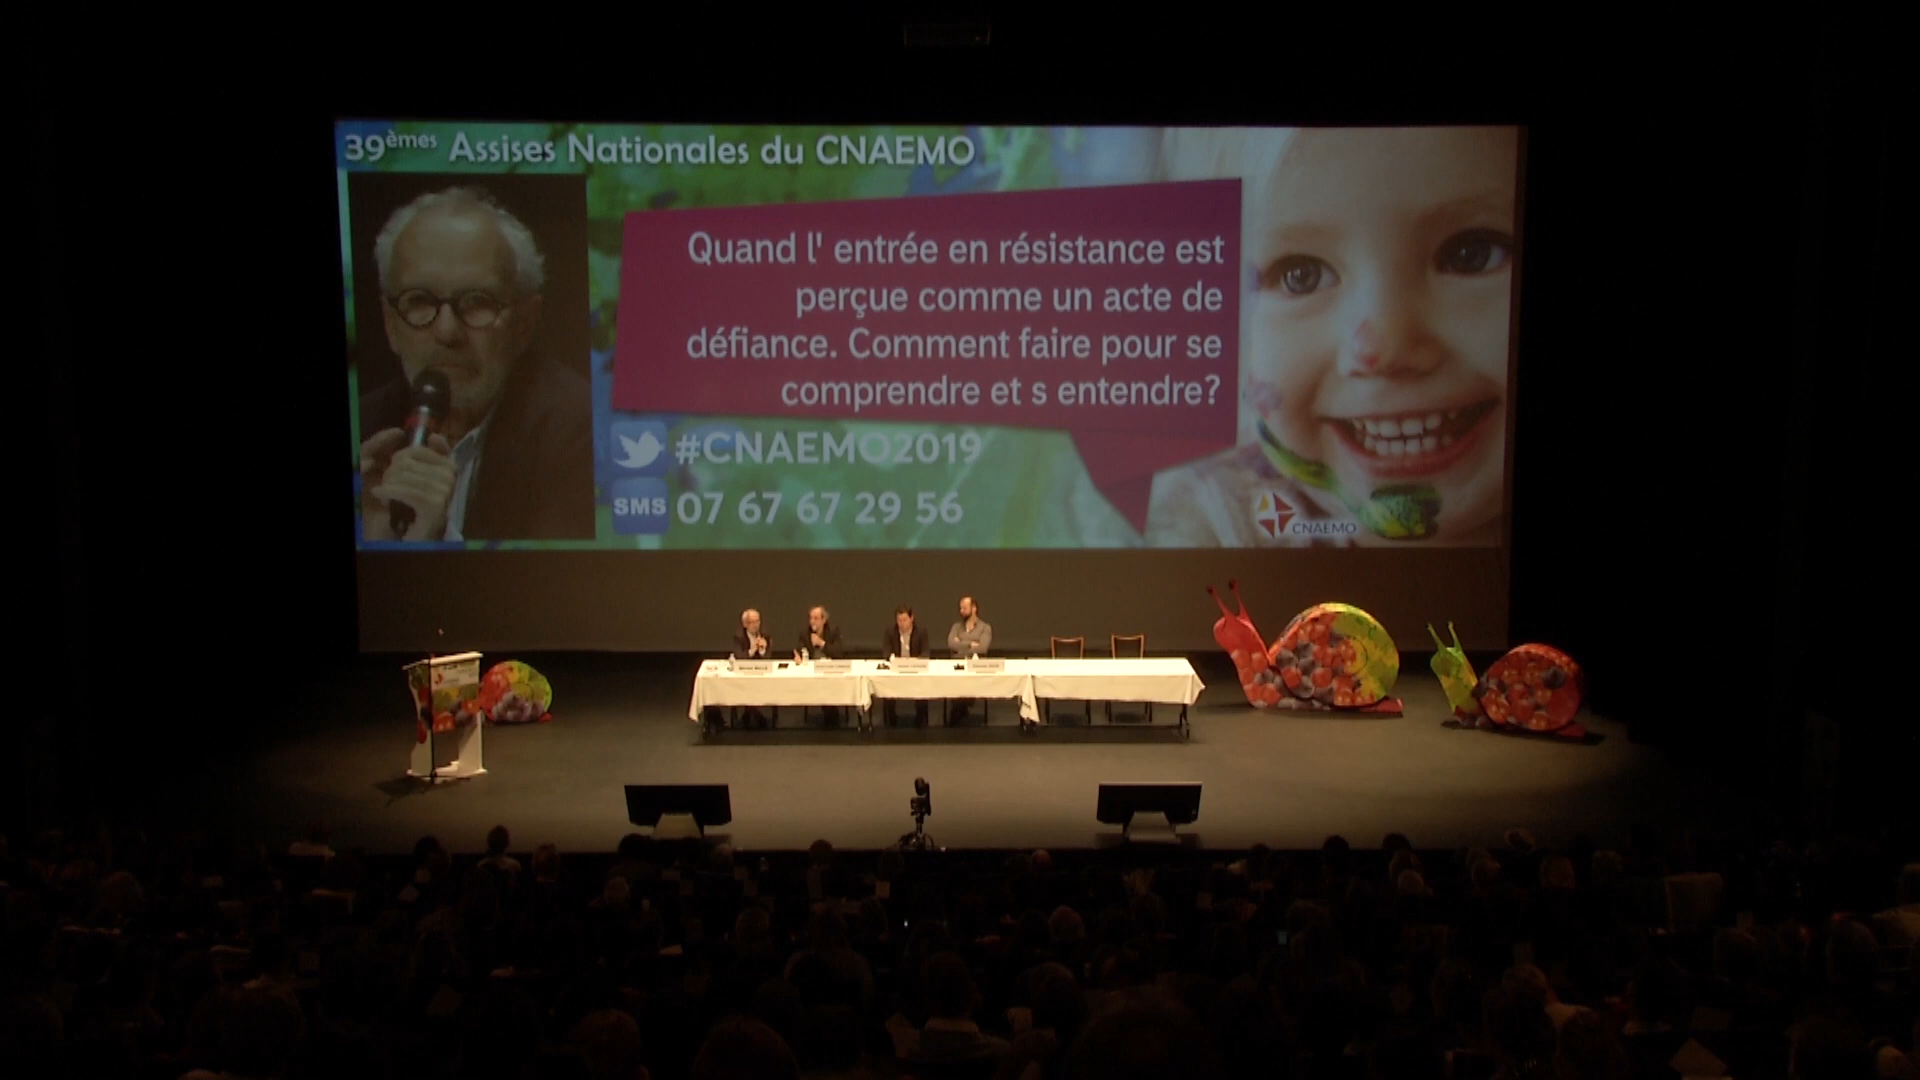 39èmes Assises Nationales du CNAEMO
Quand l' entrée en résistance est
perçue comme un acte de
défiance. Comment faire pour se
comprendre et s entendre?
#CNAEMO2019
SMS 07 67 67 29 56
CNAEMO